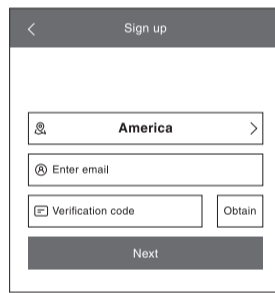 Sign up
America
Enter email
Verification code
Obtain
Next